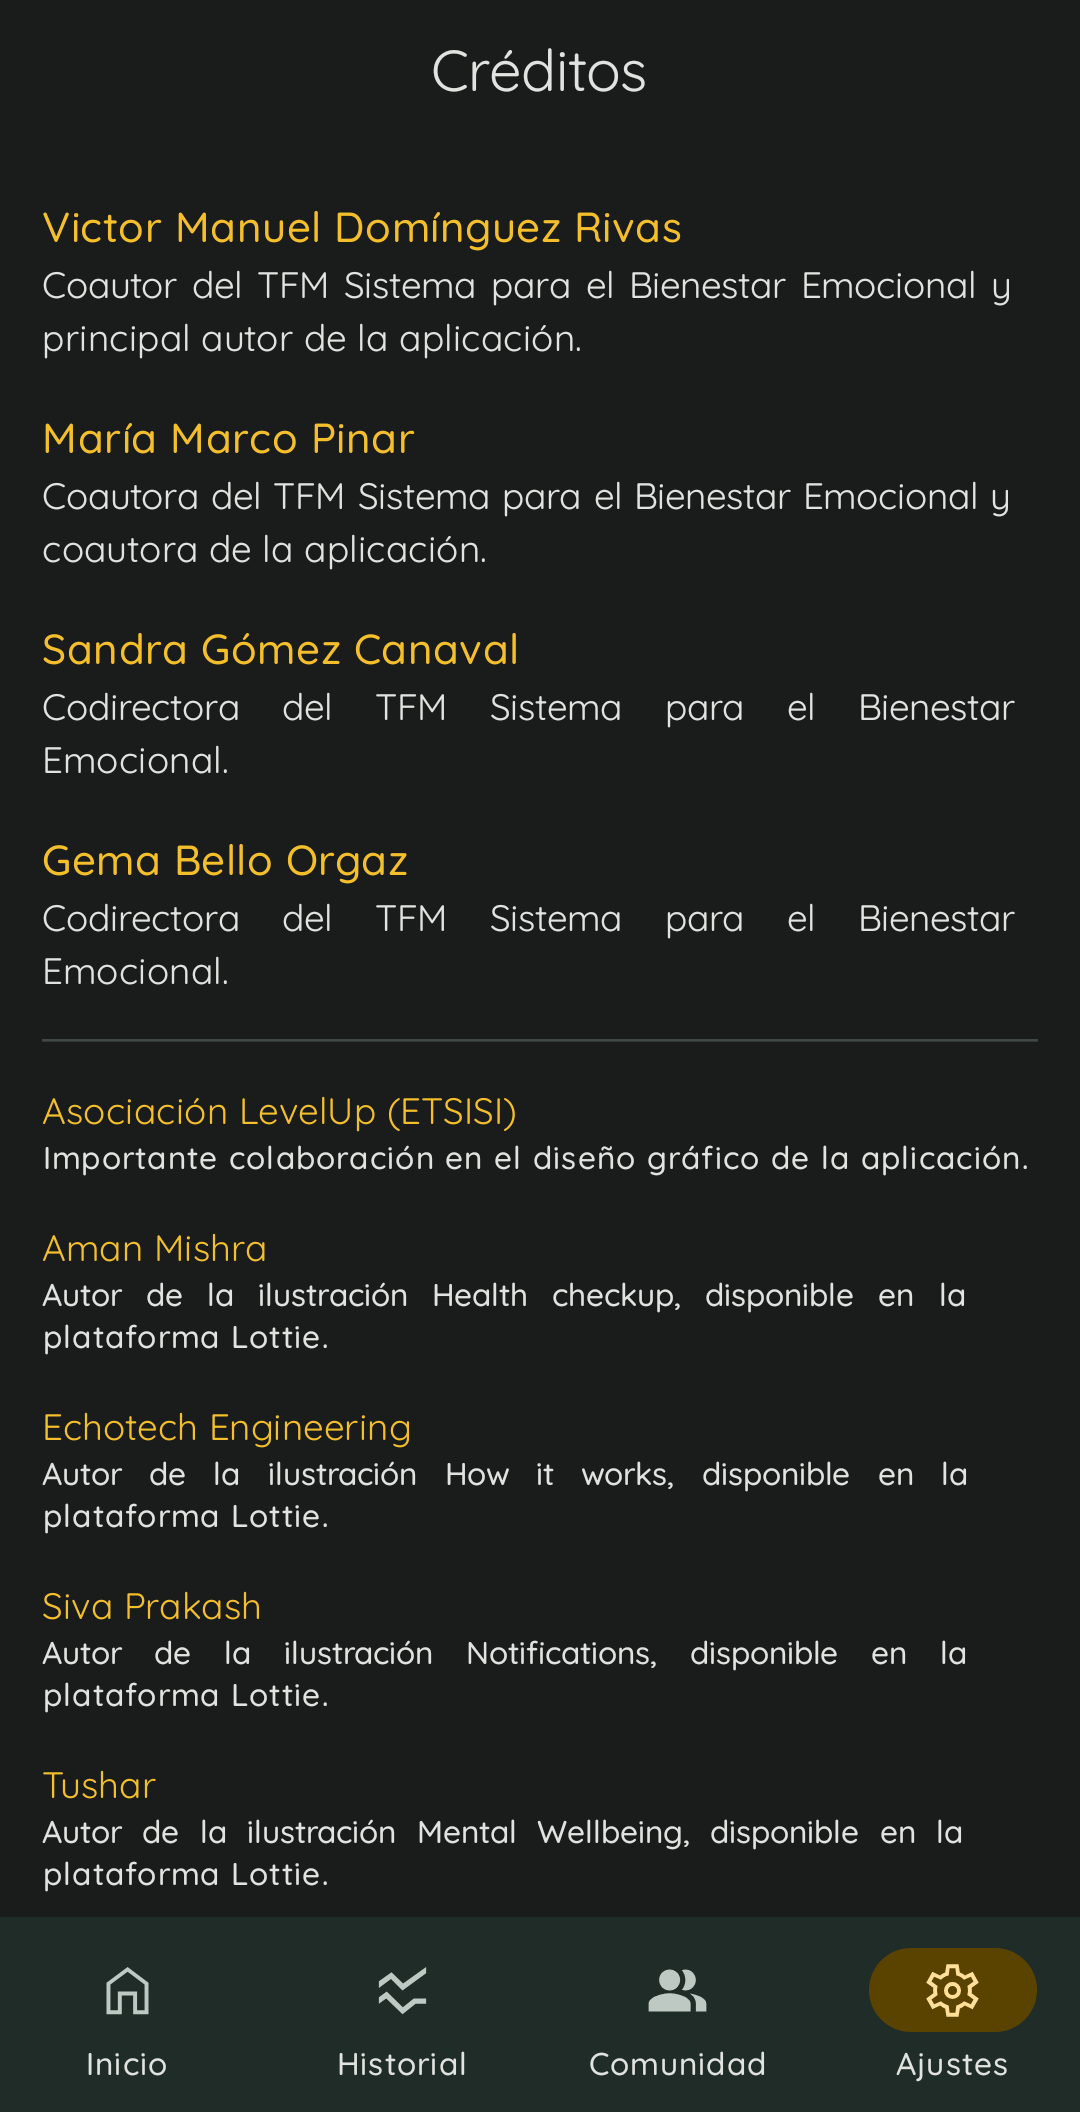 Créditos
Victor Manuel Domínguez Rivas
Coautor del TFM Sistema para el Bienestar Emocional y
principal autor de la aplicación.
María Marco Pinar
Coautora del TFM Sistema para el Bienestar Emocional y
coautora de la aplicación.
Sandra Gómez Canaval
Codirectora del TFM Sistema para el Bienestar
Emocional.
Gema Bello Orgaz
Codirectora del TFM Sistema para el Bienestar
Emocional.
Asociación LevelUp (ETSISI)
Importante colaboración en el diseño gráfico de la aplicación.
Aman Mishra
Autor de la ilustración Health checkup, disponible en la
plataforma Lottie.
Echotech Engineering
Autor de la ilustración How it works, disponible en la
plataforma Lottie.
Siva Prakash
Autor de la ilustración Notifications, disponible en la
plataforma Lottie.
Tushar
Autor de la ilustración Mental Wellbeing, disponible en la
plataforma Lottie.
Inicio
Historial
Comunidad
Ajustes